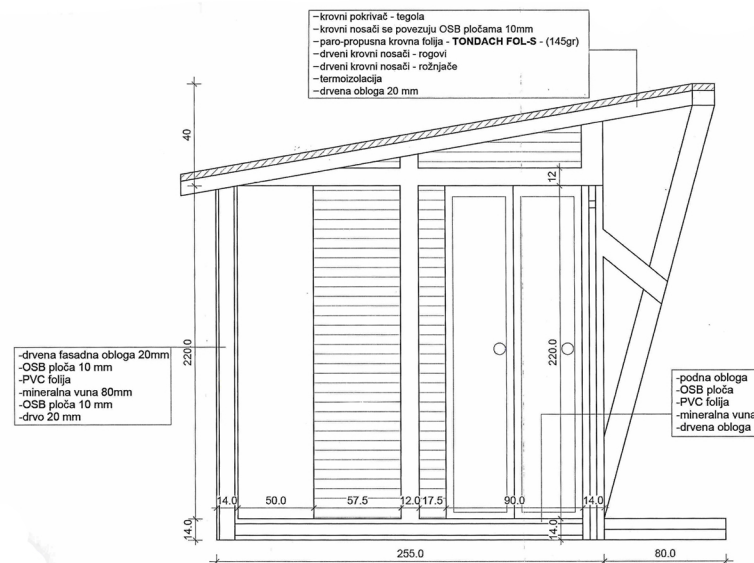 -krovni pokrivač - tegola
-krovni nosači se povezuju OSB pločama 10mm
-paro-propusna krovna folija - TONDACH FOL-S - (145gr)
-drveni krovni nosači - rogovi
-drveni krovni nosači - rožnjače
-termoizolacija
-drvena obloga 20 mm
40
12
220.0
220.0
-drvena fasadna obloga 20mm
-OSB ploča 10 mm
-PVC folija
-mineralna vuna 80mm
-OSB ploča 10 mm
-drvo 20 mm
-podna obloga
-OSB ploča
-PVC folija
-mineralna vuna
-drvena obloga
14.0 50.0 57.5 12.0 17.5 90.0 14.0
14.0
14.0
255.0 80.0